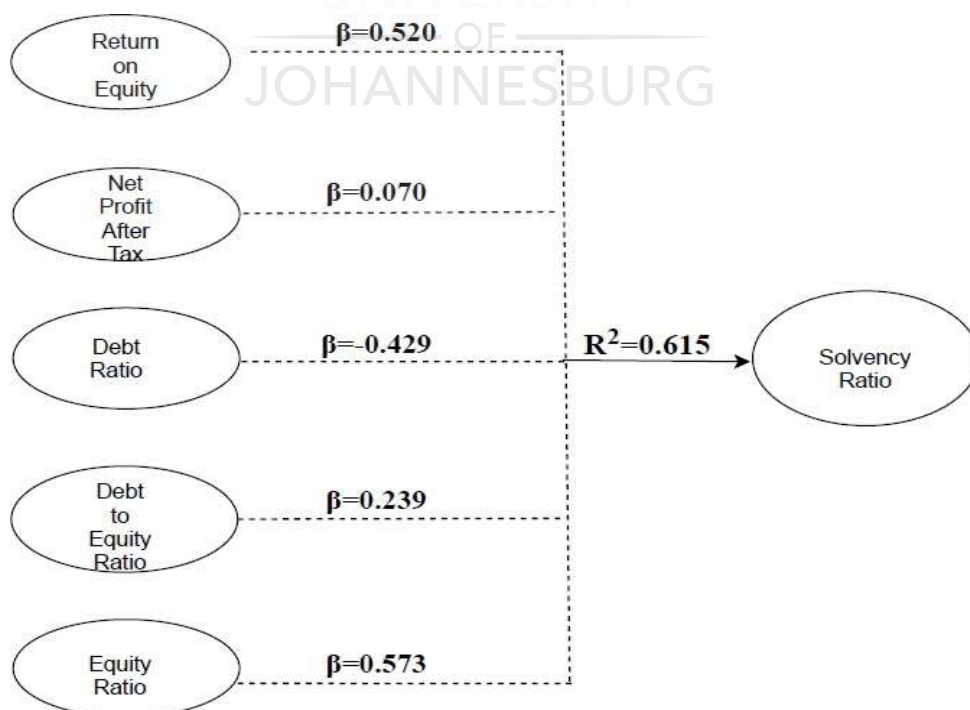 UNIVERSITY
OF
JOHANNESBURG
Return
on
Equity
β=0.520
Net
Profit
After
Tax
β=0.070
Debt
Ratio
β=-0.429
R²=0.615
Solvency
Ratio
Debt
to
Equity
Ratio
β=0.239
Equity
Ratio
β=0.573